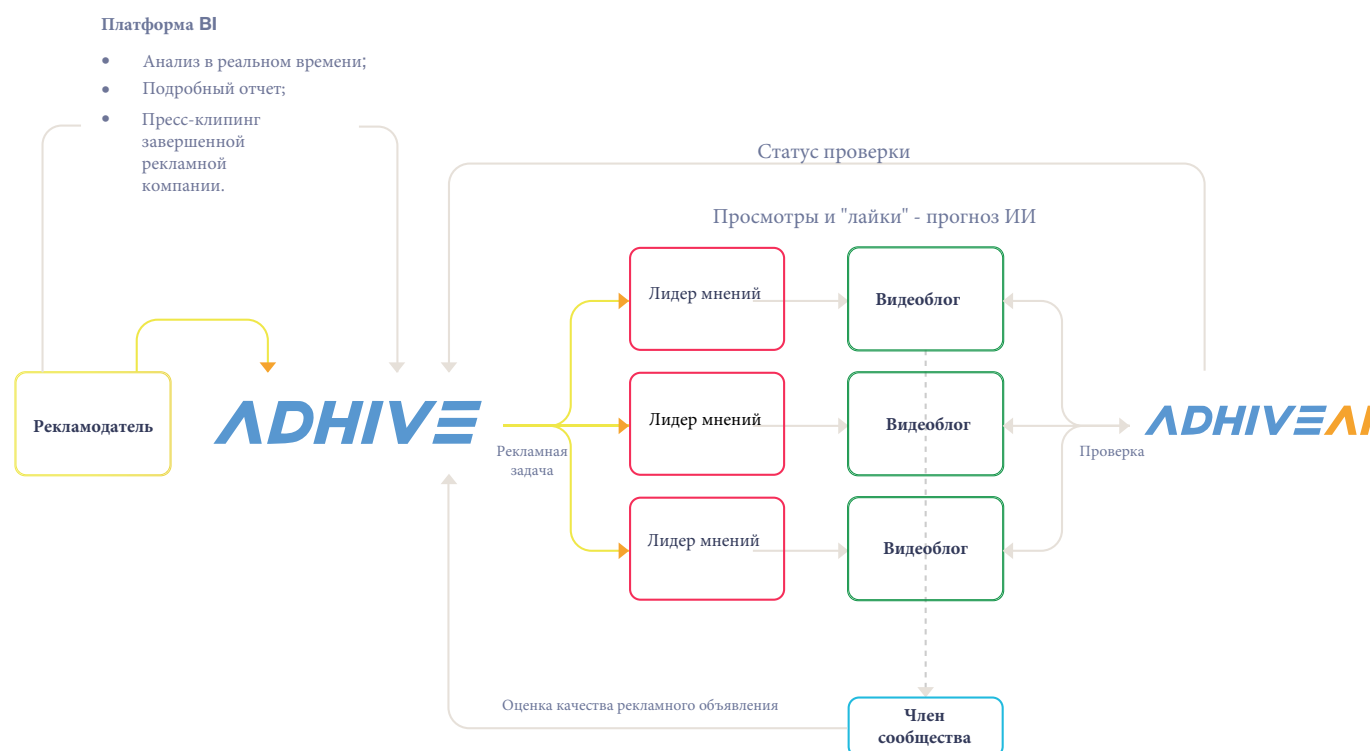 Платформа BI
• Анализ в реальном времени;
• Подробный отчет;
• Пресс-клипинг
завершенной
рекламной
компании.
Статус проверки
Просмотры и "лайки" - прогноз ИИ
Лидер мнений
Видеоблог
Рекламодатель
ADHIVE
Рекламная
задача
Лидер мнений
Видеоблог
Проверка
ADHIVEAI
Лидер мнений
Видеоблог
Оценка качества рекламного объявления
Член
сообщества